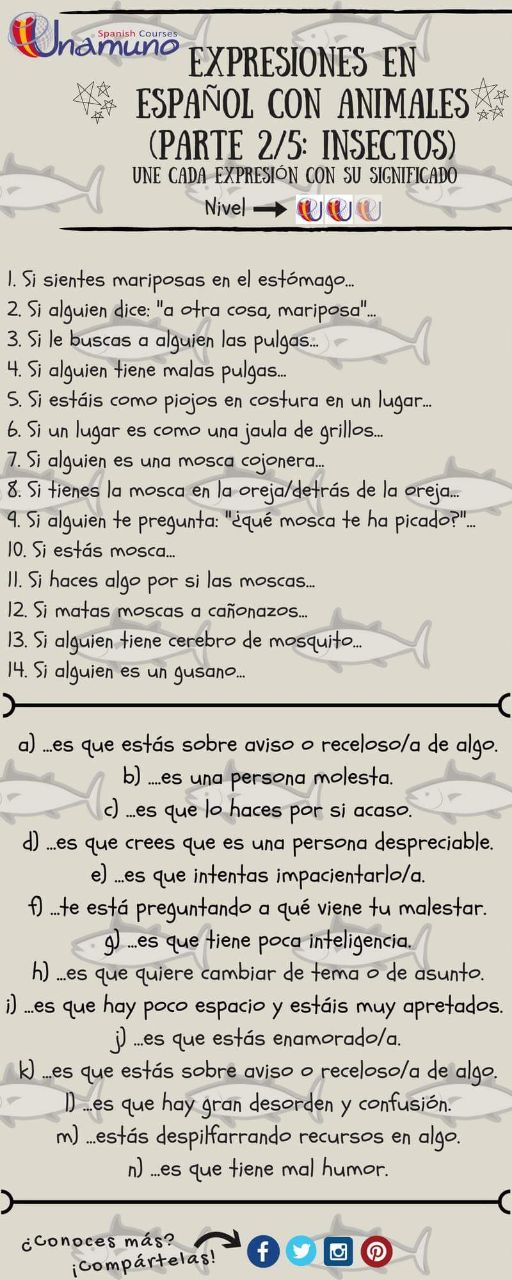 Spanish Courses
Unamuno
EXPRESIONES EN
ESPAÑOL CON ANIMALES
(PARTE 2/5: INSECTOS)
UNE CADA EXPRESIÓN CON SU SIGNIFICADO
Nivel
1. Si sientes mariposas en el estómago...
2. Si alguien dice: "a otra cosa, mariposa"...
3. Si le buscas a alguien las pulgas...
4. Si alguien tiene malas pulgas...
5. Si estáis como piojos en costura en un lugar...
6. Si un lugar es como una jaula de grillos...
7. Si alguien es una mosca cojonera...
8. Si tienes la mosca en la oreja/detrás de la oreja...
9. Si alguien te pregunta: "¿qué mosca te ha picado?"...
10. Si estás mosca...
11. Si haces algo por si las moscas...
12. Si matas moscas a cañonazos...
13. Si alguien tiene cerebro de mosquito...
14. Si alguien es un gusano...
a) ...es que estás sobre aviso o receloso/a de algo.
b) ....es una persona molesta.
c) ...es que lo haces por si acaso.
d) ...es que crees que es una persona despreciable.
e) ...es que intentas impacientarlo/a.
f) ...te está preguntando a qué viene tu malestar.
g) ...es que tiene poca inteligencia.
h) ...es que quiere cambiar de tema o de asunto.
i) ...es que hay poco espacio y estáis muy apretados.
j) ...es que estás enamorado/a.
k) ...es que estás sobre aviso o receloso/a de algo.
l) ...es que hay gran desorden y confusión.
m) ...estás despilfarrando recursos en algo.
n) ...es que tiene mal humor.
¿Conoces más?
¡Compártelas!